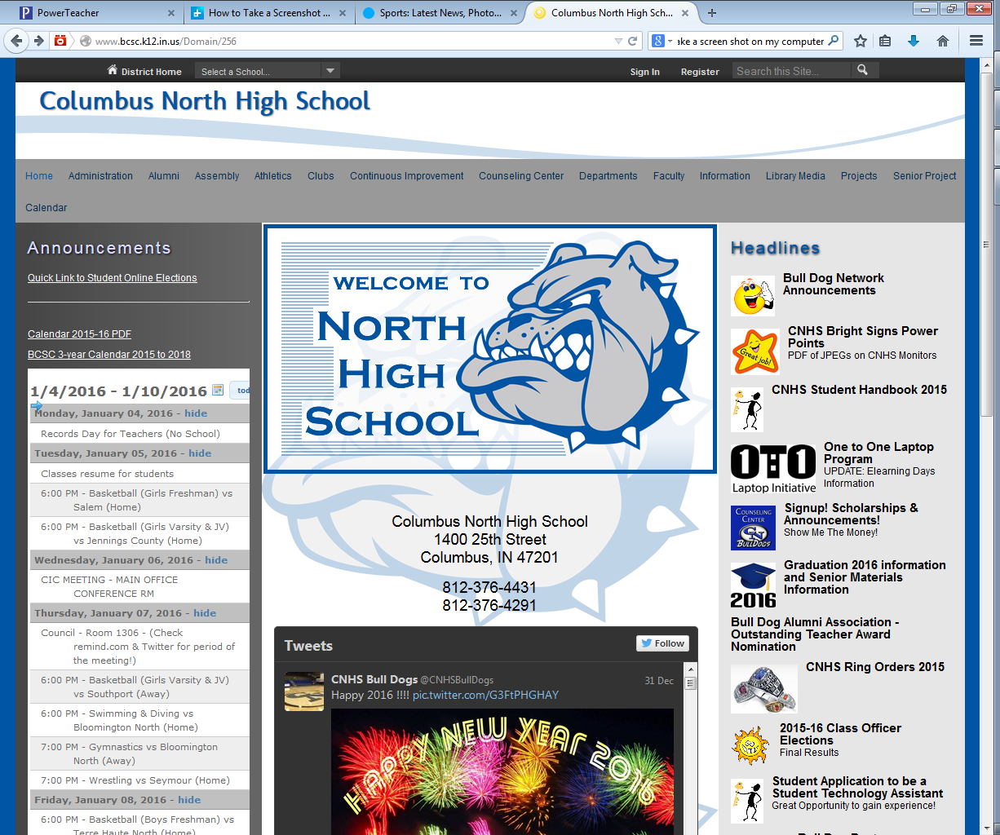 PowerTeacher
How to Take a Screenshot ...
Sports: Latest News, Photo...
Columbus North High Sch...
www.bcsc.k12.in.us/Domain/256
ake a screen shot on my computer
District Home
Select a School...
Sign In
Register
Search this Site...
Columbus North High School
Home
Administration
Alumni
Assembly
Athletics
Clubs
Continuous Improvement
Counseling Center
Departments
Faculty
Information
Library Media
Projects
Senior Project
Calendar
Announcements
Quick Link to Student Online Elections
Calendar 2015-16 PDF
BCSC 3-year Calendar 2015 to 2018
1/4/2016 - 1/10/2016
tod
Monday, January 04, 2016 - hide
Records Day for Teachers (No School)
Tuesday, January 05, 2016 - hide
Classes resume for students
6:00 PM - Basketball (Girls Freshman) vs
Salem (Home)
6:00 PM - Basketball (Girls Varsity & JV)
vs Jennings County (Home)
Wednesday, January 06, 2016 - hide
CIC MEETING - MAIN OFFICE
CONFERENCE RM
Thursday, January 07, 2016 - hide
Council - Room 1306 - (Check
remind.com & Twitter for period of
the meeting!)
6:00 PM - Basketball (Girls Varsity & JV)
vs Southport (Away)
6:00 PM - Swimming & Diving vs
Bloomington North (Home)
7:00 PM - Gymnastics vs Bloomington
North (Away)
7:00 PM - Wrestling vs Seymour (Home)
Friday, January 08, 2016 - hide
6:00 PM - Basketball (Boys Freshman) vs
Terre Haute North (Home)
WELCOME TO
NORTH
HIGH
SCHOOL
Columbus North High School
1400 25th Street
Columbus, IN 47201
812-376-4431
812-376-4291
Tweets
Follow
CNHS Bull Dogs @CNHSBullDogs
31 Dec
Happy 2016 !!!! pic.twitter.com/G3FtPHGHAY
HAPPY NEW YEAR 2016
Headlines
Bull Dog Network
Announcements
Great job!
CNHS Bright Signs Power
Points
PDF of JPEGs on CNHS Monitors
CNHS Student Handbook 2015
OTO
Laptop Initiative
One to One Laptop
Program
UPDATE: Elearning Days
Information
COUNSELING
CENTER
CN
BULLDOGS
Signup! Scholarships &
Announcements!
Show Me The Money!
2016
Graduation 2016 information
and Senior Materials
Information
Bull Dog Alumni Association -
Outstanding Teacher Award
Nomination
CNHS Ring Orders 2015
2015-16 Class Officer
Elections
Final Results
Student Application to be a
Student Technology Assistant
Great Opportunity to gain experience!